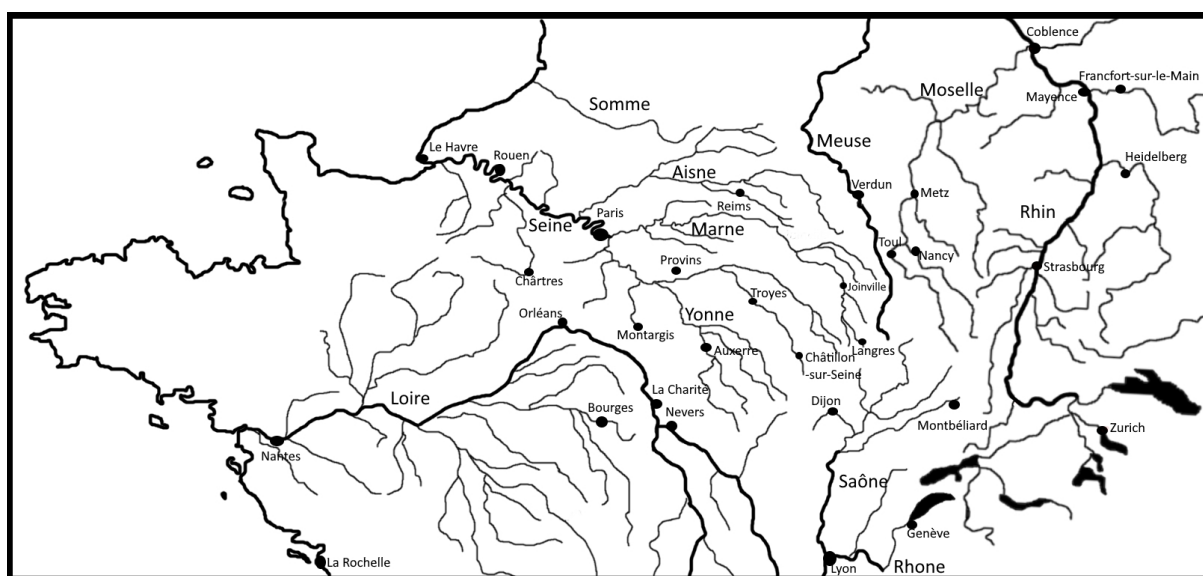 Coblence
Francfort-sur-le-Main
Moselle
Mayence
Somme
Meuse
Le Havre
Rouen
Heidelberg
Aisne
Verdun
Metz
Reims
Rhin
Paris
Seine
Marne
Toul
Nancy
Provins
Strasbourg
Chârtres
Joinville
Troyes
Orléans
Yonne
Montargis
Auxerre
Langres
Châtillon
-sur-Seine
La Charité
Loire
Bourges
Nevers
Dijon
Montbéliard
Zurich
Nantes
Saône
Genève
La Rochelle
Lyon
Rhone